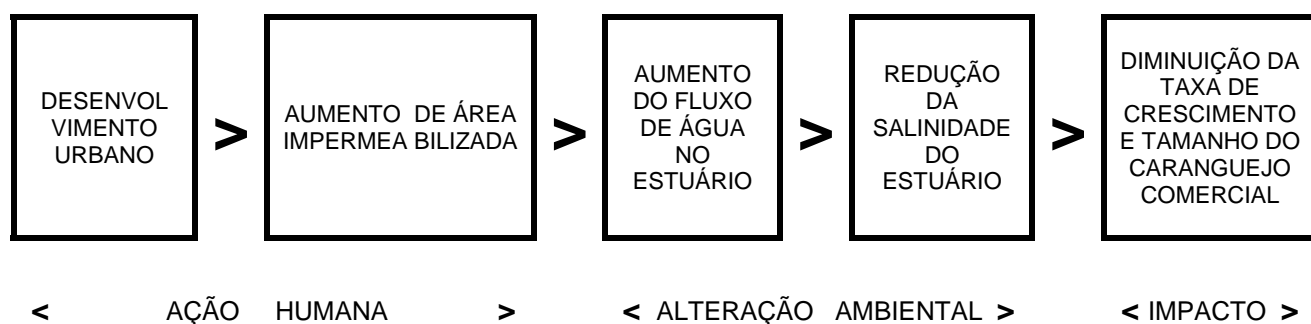 DESENVOL
VIMENTO
URBANO
>
AUMENTO DE ÁREA
IMPERMEA BILIZADA
>
AUMENTO
DO FLUXO
DE ÁGUA
NO
ESTUÁRIO
>
REDUÇÃO
DA
SALINIDADE
DO
ESTUÁRIO
>
DIMINUIÇÃO DA
TAXA DE
CRESCIMENTO
E TAMANHO DO
CARANGUEJO
COMERCIAL
< AÇÃO HUMANA >
< ALTERAÇÃO AMBIENTAL >
< IMPACTO >